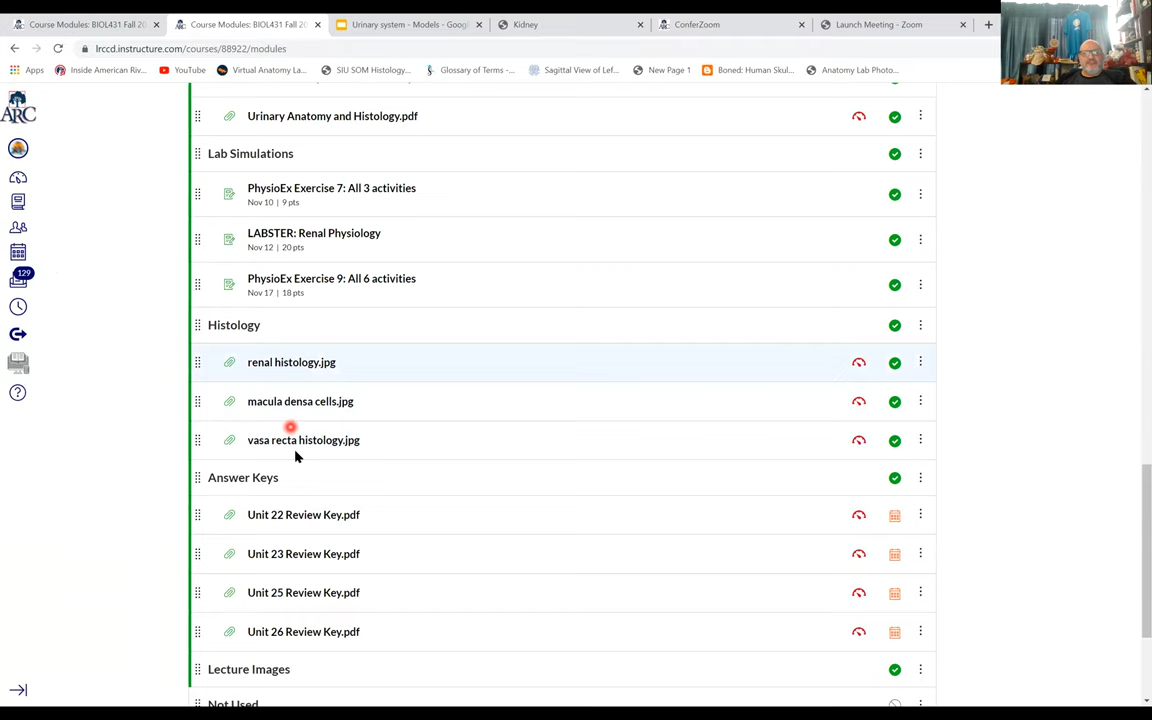 Course Modules: BIOL431 Fall 20
Course Modules: BIOL431 Fall 20
Urinary system - Models - Goog
Kidney
ConferZoom
Launch Meeting - Zoom
lrccd.instructure.com/courses/88922/modules
Apps
Inside American Riv...
YouTube
Virtual Anatomy La...
SIU SOM Histology...
Glossary of Terms -...
Sagittal View of Lef...
New Page 1
Boned: Human Skul...
Anatomy Lab Photo...
ARC
Urinary Anatomy and Histology.pdf
Lab Simulations
PhysioEx Exercise 7: All 3 activities
Nov 10 | 9 pts
LABSTER: Renal Physiology
Nov 12 | 20 pts
129
PhysioEx Exercise 9: All 6 activities
Nov 17 | 18 pts
Histology
renal histology.jpg
macula densa cells.jpg
vasa recta histology.jpg
Answer Keys
Unit 22 Review Key.pdf
Unit 23 Review Key.pdf
Unit 25 Review Key.pdf
Unit 26 Review Key.pdf
Lecture Images
Not Used